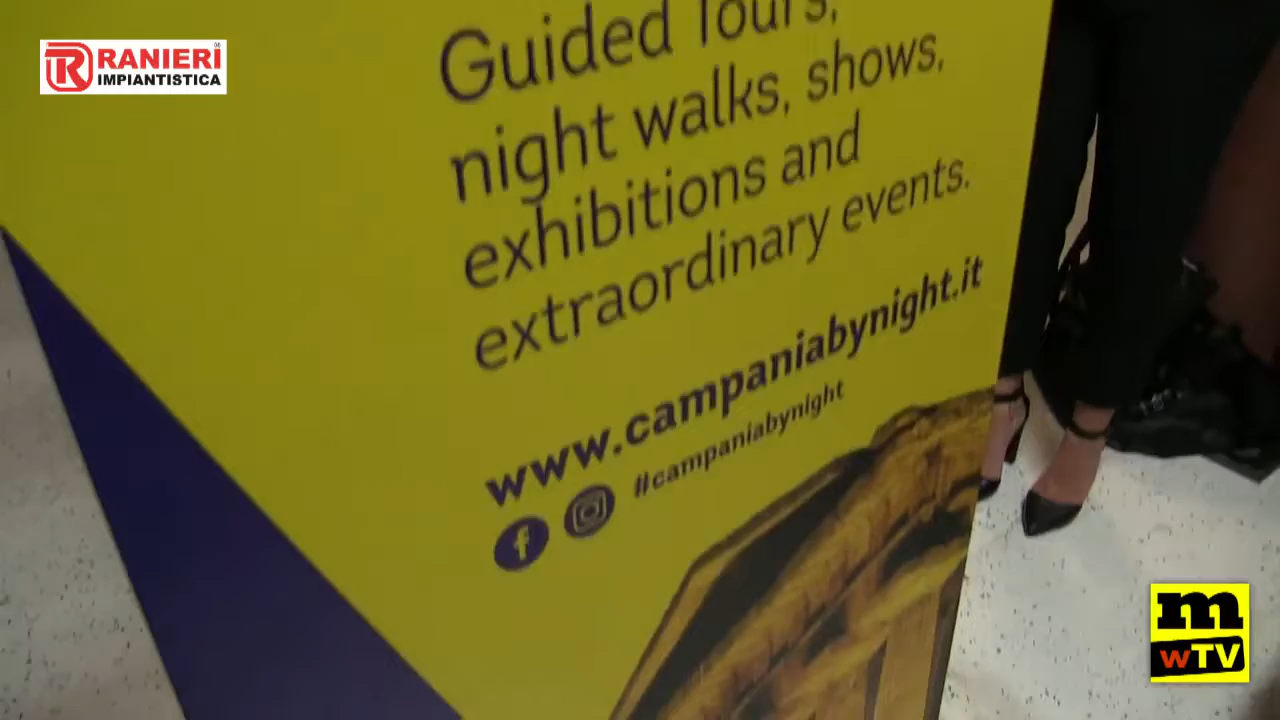 RANIERI
IMPIANTISTICA
Guided Tours,
night walks, shows,
exhibitions and
extraordinary events.
www.campaniabynight.it
#campaniabynight
m
wTV